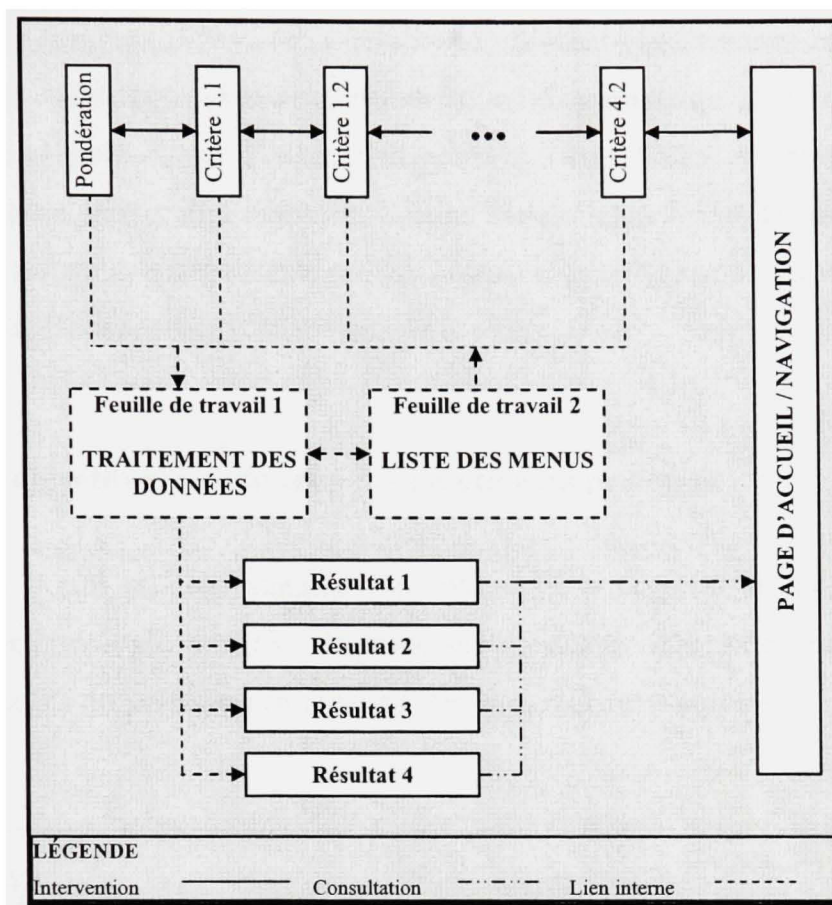 Pondération
Critère 1.1
Critère 1.2
...
Critère 4.2
PAGE D'ACCUEIL / NAVIGATION
Feuille de travail 1
TRAITEMENT DES
DONNÉES
Feuille de travail 2
LISTE DES MENUS
Résultat 1
Résultat 2
Résultat 3
Résultat 4
LÉGENDE
Intervention Consultation Lien interne